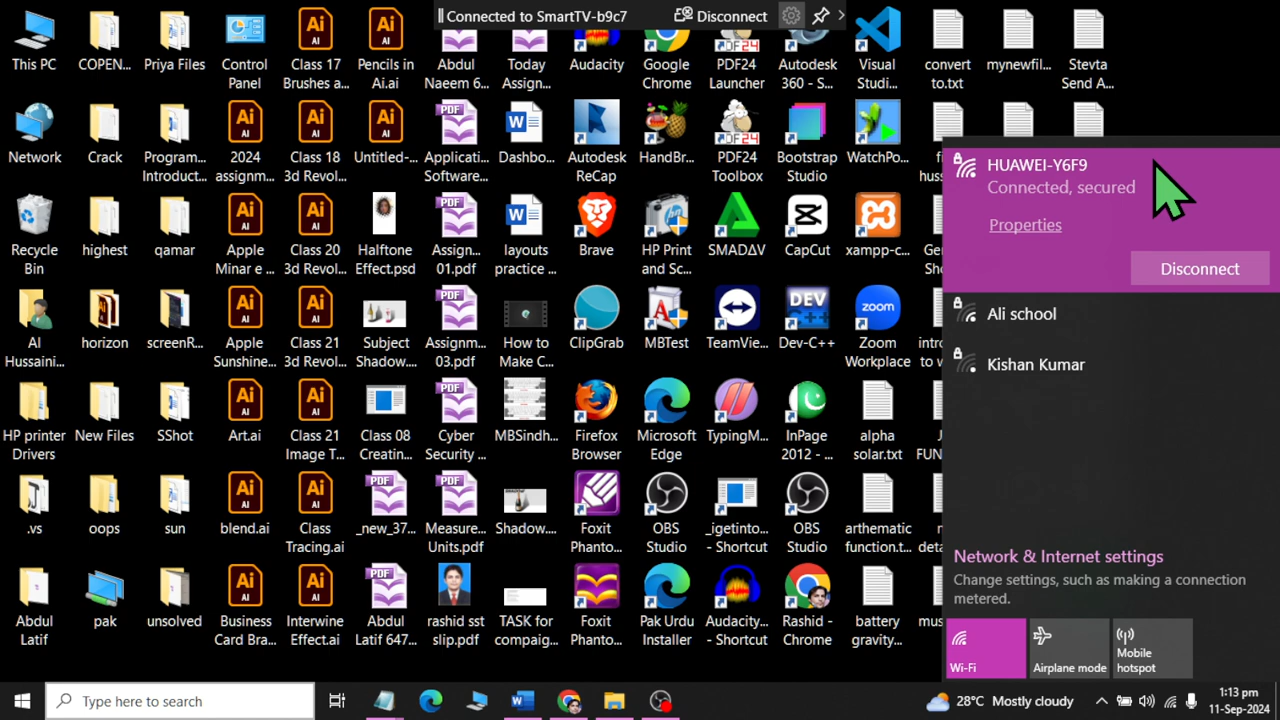 Connected to SmartTV-b9c7 Disconnect
This PC
COPEN...
Priya Files
Control
Panel
Class 17
Brushes a...
Pencils in
Ai.ai
Abdul
Naeem 6...
Today
Assign...
Audacity
Google
Chrome
PDF24
Launcher
Autodesk
360 - S...
Visual
Studi...
convert
to.txt
mynewfil...
Stevta
Send A...
Network
Crack
Program...
Introduct...
2024
assignm...
Class 18
3d Revol...
Untitled-...
Applicati...
Software...
Dashbo...
Autodesk
ReCap
HandBr...
PDF24
Toolbox
Bootstrap
Studio
WatchPo...
Recycle
Bin
highest
qamar
Apple
Minar e ...
Class 20
3d Revol...
Halftone
Effect.psd
Assign...
01.pdf
layouts
practice ...
Brave
HP Print
and Sc...
SMADΔV
CapCut
xampp-c...
Al
Hussaini...
horizon
screenR...
Apple
Sunshine...
Class 21
3d Revol...
Subject
Shadow...
Assignm...
03.pdf
How to
Make C...
ClipGrab
MBTest
TeamVie...
Dev-C++
Zoom
Workplace
HP printer
Drivers
New Files
SShot
Art.ai
Class 21
Image T...
Class 08
Creatin...
Cyber
Security ...
MBSindh...
Firefox
Browser
Microsoft
Edge
TypingM...
InPage
2012 - ...
alpha
solar.txt
.vs
oops
sun
blend.ai
Class
Tracing.ai
_new_37...
Measure...
Units.pdf
Shadow....
Foxit
Phanto...
OBS
Studio
_igetinto...
- Shortcut
OBS
Studio
arthematic
function.t...
Abdul
Latif
pak
unsolved
Business
Card Bra...
Interwine
Effect.ai
Abdul
Latif 647...
rashid sst
slip.pdf
TASK for
compaig...
Foxit
Phanto...
Pak Urdu
Installer
Audacity
- Shortcut
Rashid -
Chrome
battery
gravity...
HUAWEI-Y6F9
Connected, secured
Properties
Disconnect
Ali school
Kishan Kumar
Network & Internet settings
Change settings, such as making a connection
metered.
Wi-Fi
Airplane mode
Mobile
hotspot
Type here to search
28°C Mostly cloudy
1:13 pm
11-Sep-2024